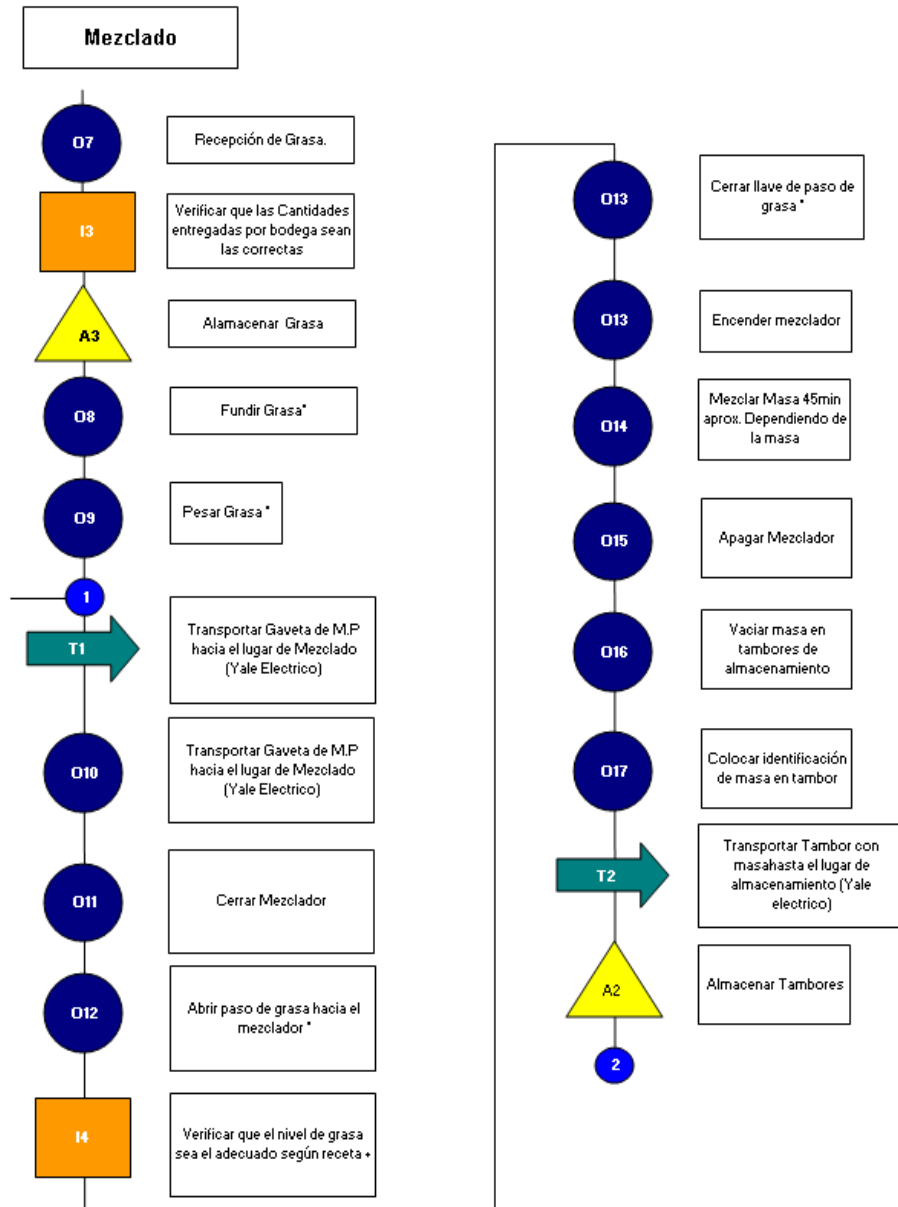 Mezclado
O7
Recepción de Grasa.
I3
Verificar que las Cantidades
entregadas por bodega sean
las correctas
A3
Alamacenar Grasa
O8
Fundir Grasa*
O9
Pesar Grasa *
1
T1
Transportar Gaveta de M.P
hacia el lugar de Mezclado
(Yale Electrico)
O10
Transportar Gaveta de M.P
hacia el lugar de Mezclado
(Yale Electrico)
O11
Cerrar Mezclador
O12
Abrir paso de grasa hacia el
mezclador *
I4
Verificar que el nivel de grasa
sea el adecuado según receta +
O13
Cerrar llave de paso de
grasa *
O13
Encender mezclador
O14
Mezclar Masa 45min
aprox. Dependiendo de
la masa
O15
Apagar Mezclador
O16
Vaciar masa en
tambores de
almacenamiento
O17
Colocar identificación
de masa en tambor
T2
Transportar Tambor con
masahasta el lugar de
almacenamiento (Yale
electrico)
A2
Almacenar Tambores
2